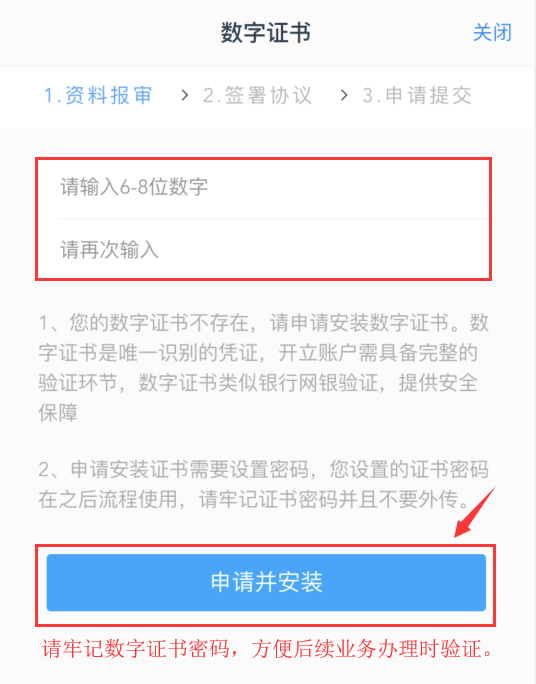 数字证书 关闭
1.资料报审 > 2.签署协议 > 3.申请提交
请输入6-8位数字
请再次输入
1、您的数字证书不存在，请申请安装数字证书。数
字证书是唯一识别的凭证，开立账户需具备完整的
验证环节，数字证书类似银行网银验证，提供安全
保障
2、申请安装证书需要设置密码，您设置的证书密码
在之后流程使用，请牢记证书密码并且不要外传。
申请并安装
请牢记数字证书密码，方便后续业务办理时验证。